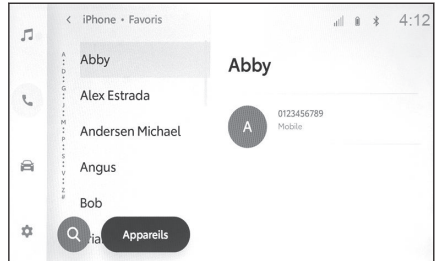 < iPhone • Favoris
4:12
A
D
G
J
M
P
S
V
Z
#
Abby
Alex Estrada
Andersen Michael
Angus
Bob
Appareils
Abby
A
0123456789
Mobile